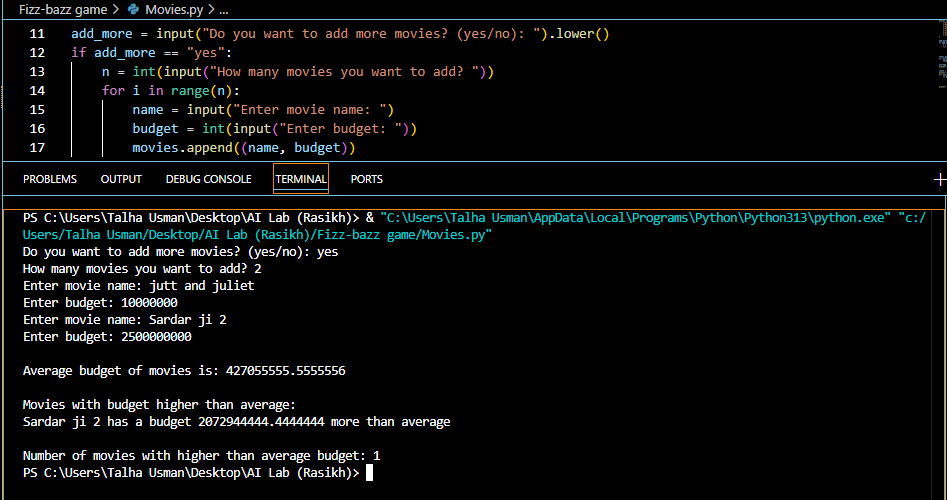 Fizz-bazz game > Movies.py > ...
11 add_more = input("Do you want to add more movies? (yes/no): ").lower()
12 if add_more == "yes":
13 n = int(input("How many movies you want to add? "))
14 for i in range(n):
15 name = input("Enter movie name: ")
16 budget = int(input("Enter budget: "))
17 movies.append((name, budget))
PROBLEMS OUTPUT DEBUG CONSOLE TERMINAL PORTS
PS C:\Users\Talha Usman\Desktop\AI Lab (Rasikh)> & "C:\Users\Talha Usman\AppData\Local\Programs\Python\Python313\python.exe" "c:/
Users/Talha Usman/Desktop/AI Lab (Rasikh)/Fizz-bazz game/Movies.py"
Do you want to add more movies? (yes/no): yes
How many movies you want to add? 2
Enter movie name: jutt and juliet
Enter budget: 10000000
Enter movie name: Sardar ji 2
Enter budget: 2500000000
Average budget of movies is: 427055555.5555556
Movies with budget higher than average:
Sardar ji 2 has a budget 2072944444.4444444 more than average
Number of movies with higher than average budget: 1
PS C:\Users\Talha Usman\Desktop\AI Lab (Rasikh)>